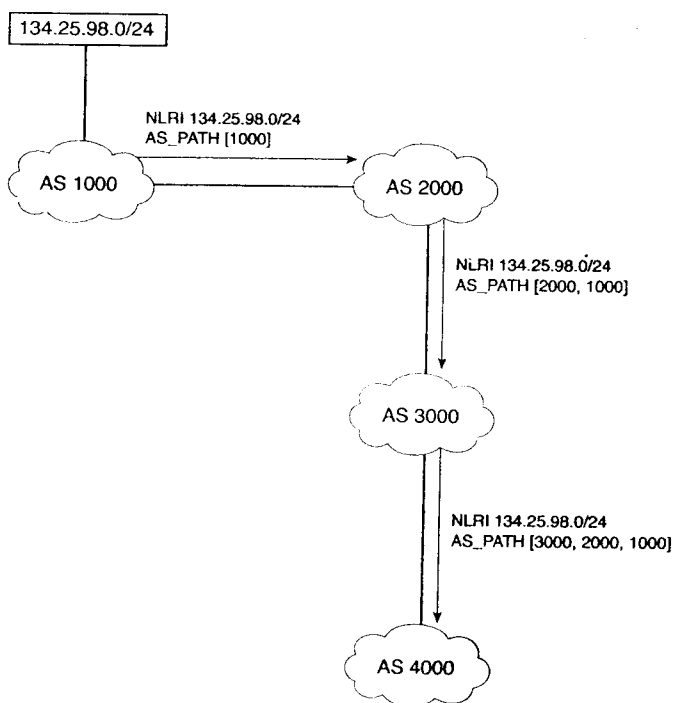 134.25.98.0/24
NLRI 134.25.98.0/24
AS_PATH [1000]
AS 1000
AS 2000
NLRI 134.25.98.0/24
AS_PATH [2000, 1000]
AS 3000
NLRI 134.25.98.0/24
AS_PATH [3000, 2000, 1000]
AS 4000